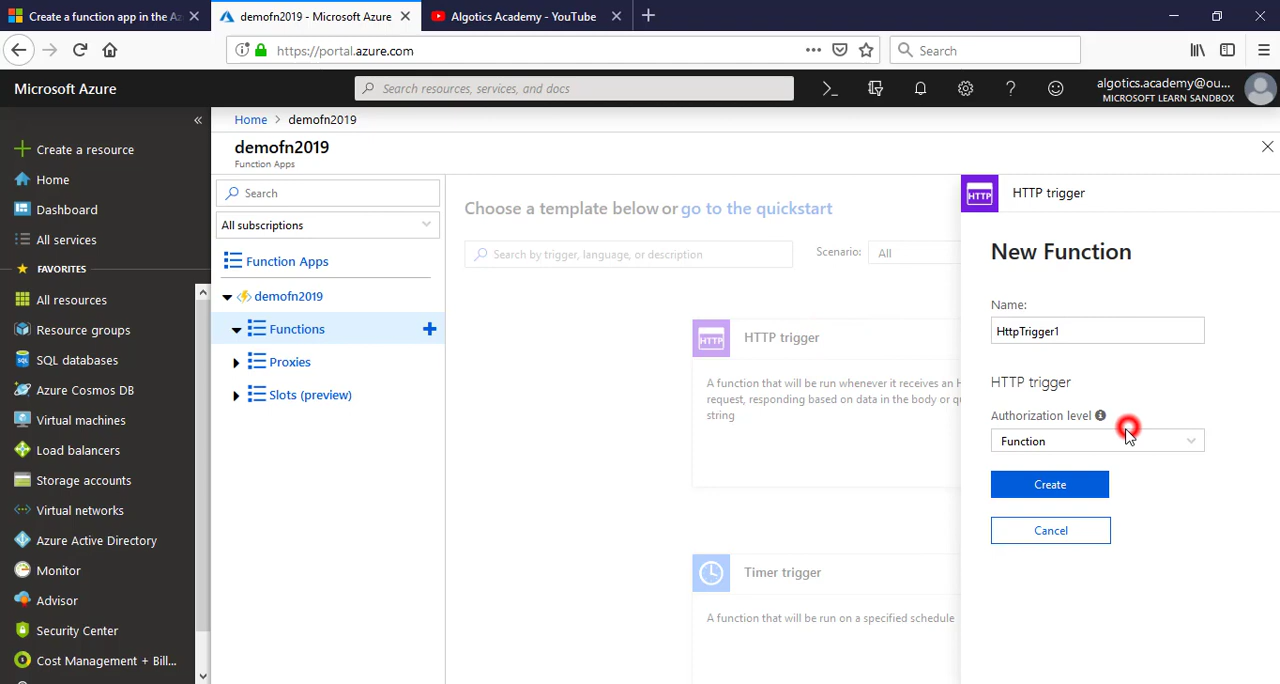 Create a function app in the Az
demofn2019 - Microsoft Azure
Algotics Academy - YouTube
https://portal.azure.com
Search
Microsoft Azure
Search resources, services, and docs
algotics.academy@ou...
MICROSOFT LEARN SANDBOX
Create a resource
Home
Dashboard
All services
FAVORITES
All resources
Resource groups
SQL databases
Azure Cosmos DB
Virtual machines
Load balancers
Storage accounts
Virtual networks
Azure Active Directory
Monitor
Advisor
Security Center
Cost Management + Bill...
Home > demofn2019
demofn2019
Function Apps
Search
All subscriptions
Function Apps
demofn2019
Functions
Proxies
Slots (preview)
Choose a template below or go to the quickstart
Search by trigger, language, or description
Scenario: All
HTTP
HTTP trigger
A function that will be run whenever it receives an H
request, responding based on data in the body or qu
string
Timer trigger
A function that will be run on a specified schedule
HTTP
HTTP trigger
New Function
Name:
HttpTrigger1
HTTP trigger
Authorization level
Function
Create
Cancel